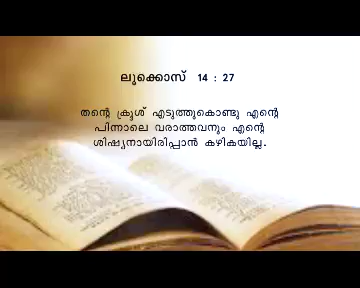 ലൂക്കൊസ് 14 : 27
തന്റെ ക്രൂശ് എടുത്തുകൊണ്ടു എന്റെ
പിന്നാലെ വരാത്തവനും എന്റെ
ശിഷ്യനായിരിപ്പാൻ കഴികയില്ല.